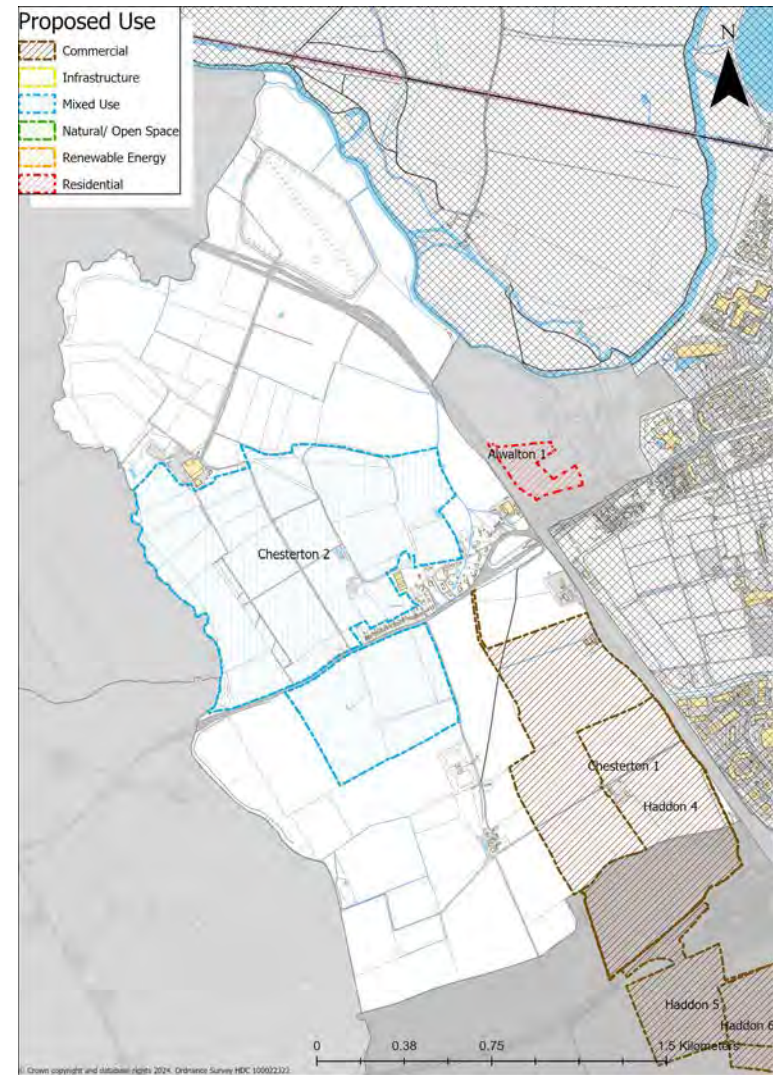 Proposed Use
Commercial
Infrastructure
Mixed Use
Natural/ Open Space
Renewable Energy
Residential
N
Alwalton 1
Chesterton 2
Chesterton 1
Haddon 4
Haddon 5
Haddon 6
0 0.38 0.75 1.5 Kilometers
© Crown copyright and database rights 2024. Ordnance Survey HDC 100022322